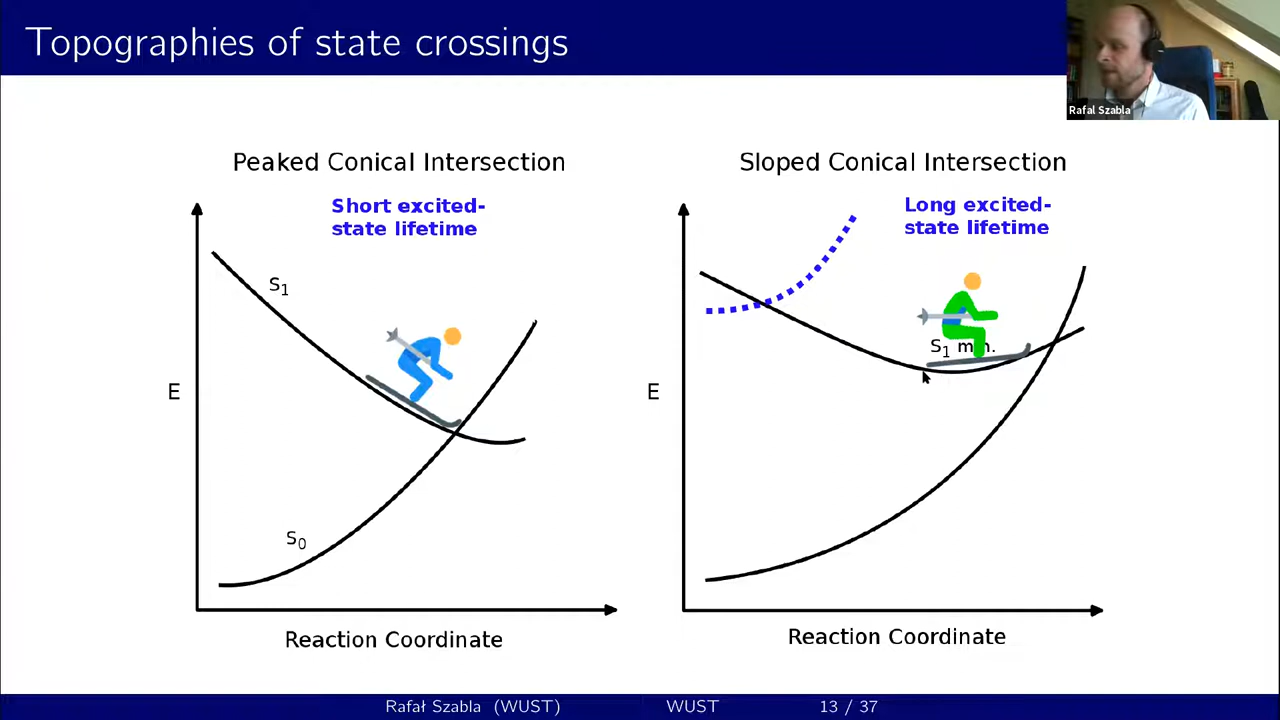 Topographies of state crossings
Rafal Szabla
Peaked Conical Intersection
Short excited-
state lifetime
S1
E
S0
Reaction Coordinate
Sloped Conical Intersection
Long excited-
state lifetime
S1 min.
E
Reaction Coordinate
Rafał Szabla (WUST) WUST 13 / 37